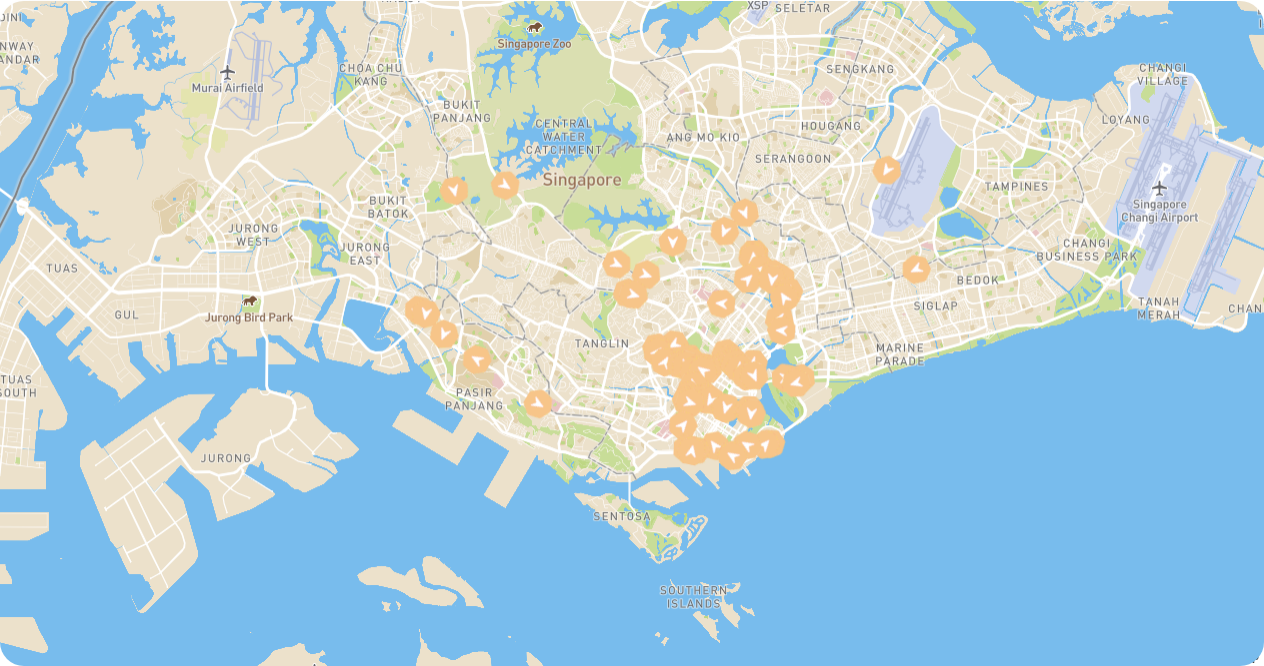 XSP
SELETAR
Singapore Zoo
NWAY
ANDAR
CHOA CHU
KANG
Murai Airfield
SENGKANG
CHANGI
VILLAGE
BUKIT
PANJANG
CENTRAL
WATER
CATCHMENT
ANG MO KIO
HOUGANG
LOYANG
SERANGOON
Singapore
TAMPINES
BUKIT
BATOK
Singapore
Changi Airport
JURONG
WEST
JURONG
EAST
CHANGI
BUSINESS PARK
TUAS
BEDOK
SIGLAP
TANAH
MERAH
CHAN
GUL
Jurong Bird Park
TANGLIN
MARINE
PARADE
TUAS
SOUTH
PASIR
PANJANG
JURONG
SENTOSA
SOUTHERN
ISLANDS